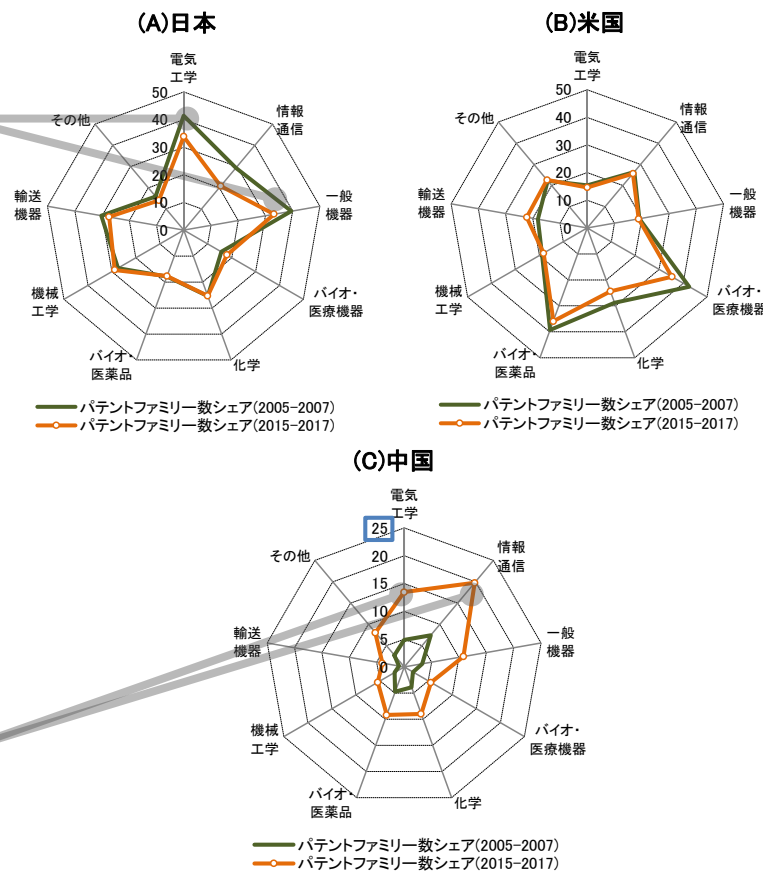 (A)日本
電気
工学
情報
通信
一般
機器
バイオ・
医療機器
化学
バイオ・
医薬品
機械
工学
輸送
機器
その他
50
40
30
20
10
0
パテントファミリー数シェア(2005-2007)
パテントファミリー数シェア(2015-2017)
(B)米国
電気
工学
情報
通信
一般
機器
バイオ・
医療機器
化学
バイオ・
医薬品
機械
工学
輸送
機器
その他
50
40
30
20
10
0
パテントファミリー数シェア(2005-2007)
パテントファミリー数シェア(2015-2017)
(C)中国
電気
工学
情報
通信
一般
機器
バイオ・
医療機器
化学
バイオ・
医薬品
機械
工学
輸送
機器
その他
25
20
15
10
5
0
パテントファミリー数シェア(2005-2007)
パテントファミリー数シェア(2015-2017)